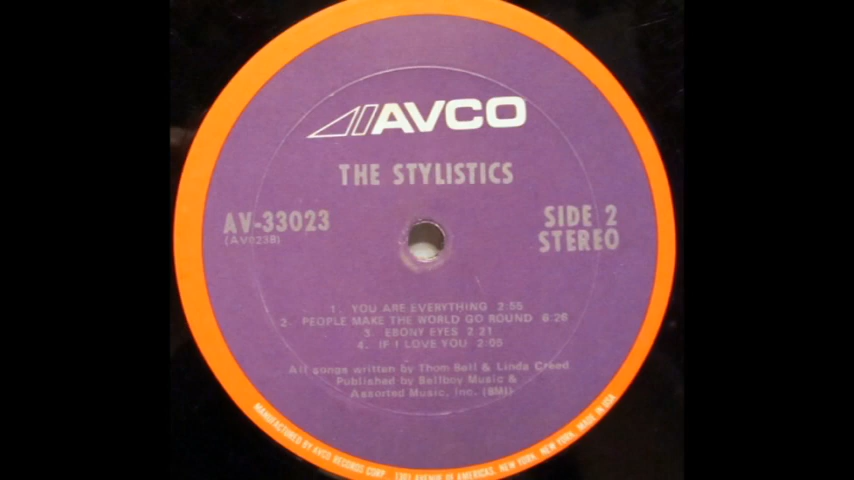 AVCO
THE STYLISTICS
AV-33023
(AV023B)
SIDE 2
STEREO
1. YOU ARE EVERYTHING 2:55
2. PEOPLE MAKE THE WORLD GO ROUND 6:26
3. EBONY EYES 2:21
4. IF I LOVE YOU 2:55
All songs written by Thom Bell & Linda Creed
Published by Bellboy Music &
Assorted Music, Inc. (BMI)
MANUFACTURED BY AVCO RECORDS CORP., 1301 AVENUE OF AMERICAS, NEW YORK, NEW YORK. MADE IN USA